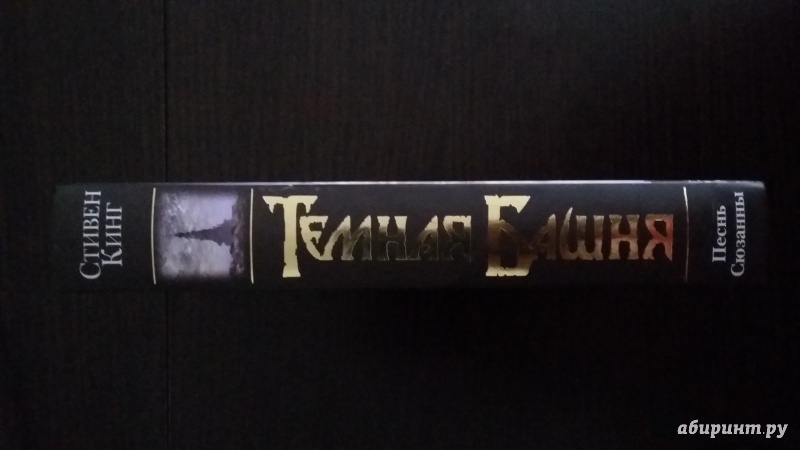 СТИВЕН
КИНГ
ТЕМНАЯ БАШНЯ
Песнь
Сюзанны
абиринт.ру